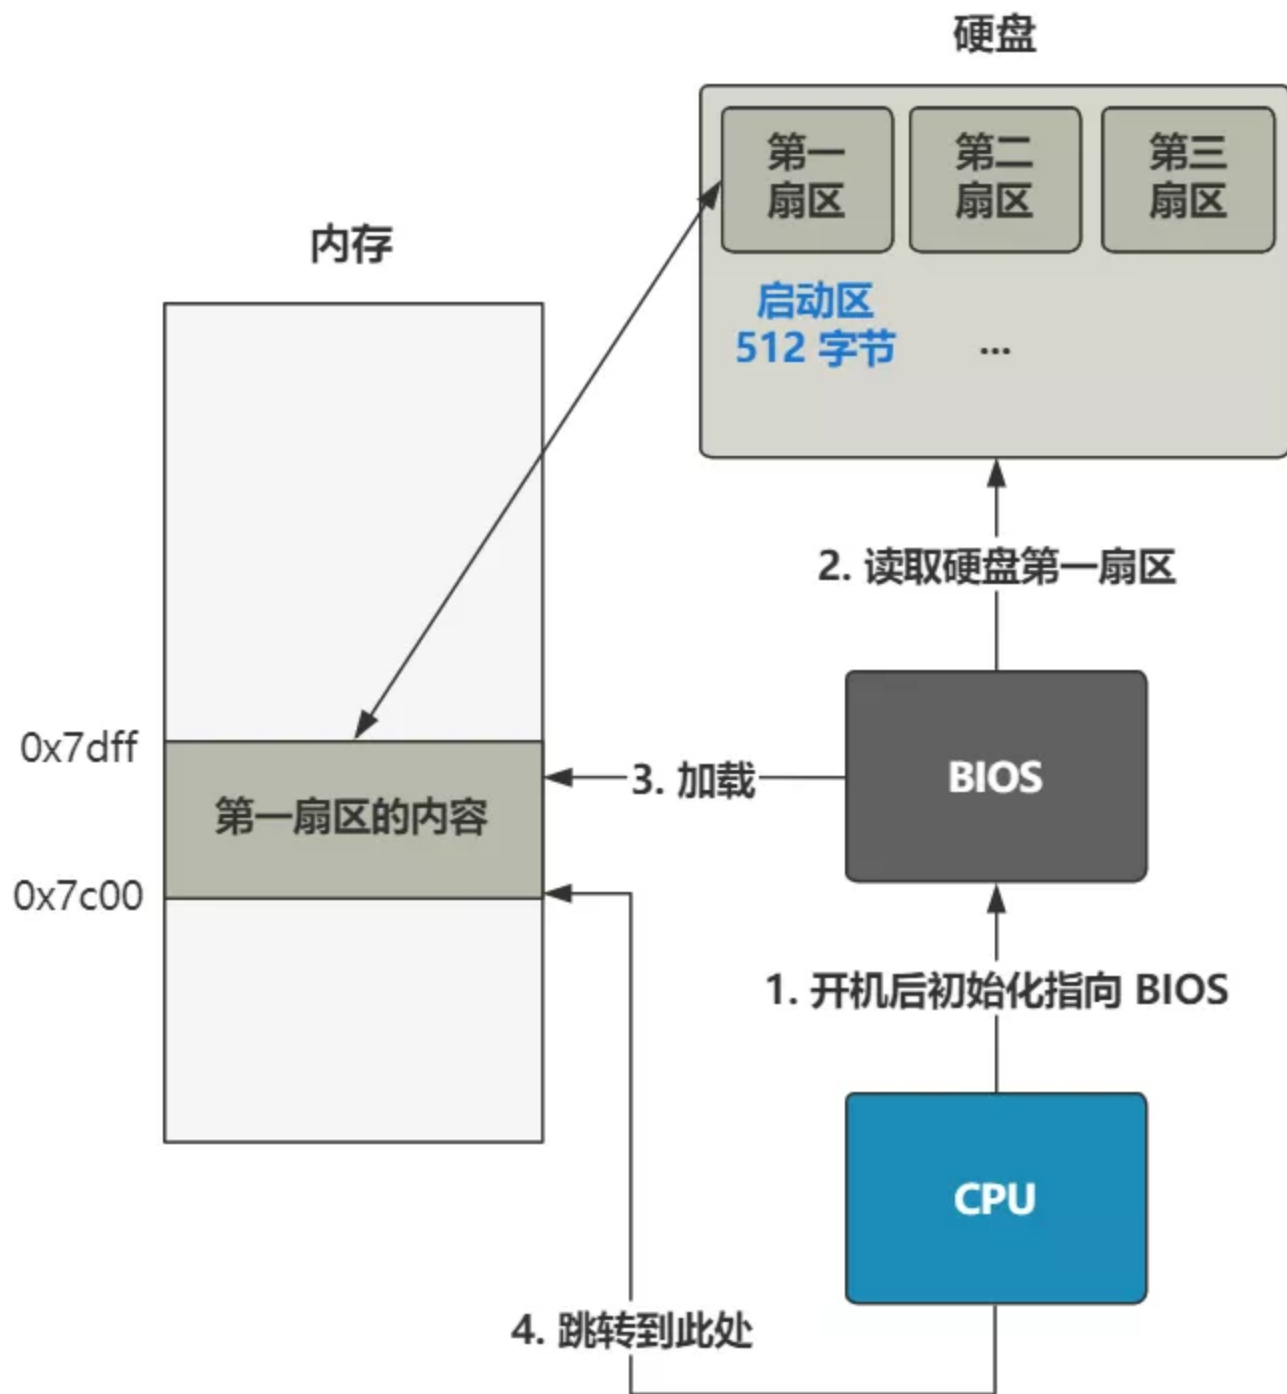 硬盘
第一
扇区
第二
扇区
第三
扇区
启动区
512 字节
...
内存
2. 读取硬盘第一扇区
0x7dff
3. 加载
BIOS
第一扇区的内容
0x7c00
1. 开机后初始化指向 BIOS
CPU
4. 跳转到此处